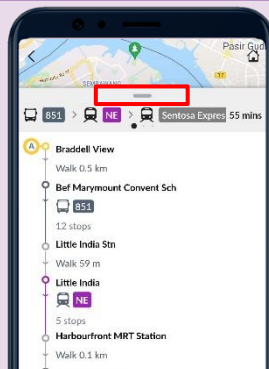 Pasir Gud
SEMBAWANG
17
851 > NE > Sentosa Expres 55 mins
A Braddell View
Walk 0.5 km
Bef Marymount Convent Sch
851
12 stops
Little India Stn
Walk 59 m
Little India
NE
5 stops
Harbourfront MRT Station
Walk 0.1 km